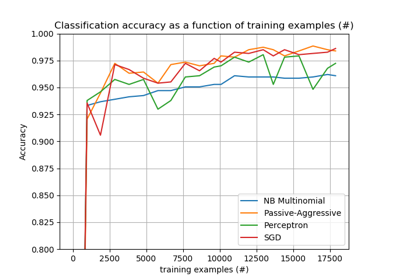 Classification accuracy as a function of training examples (#)
1.000
0.975
0.950
0.925
0.900
0.875
0.850
0.825
0.800
Accuracy
NB Multinomial
Passive-Aggressive
Perceptron
SGD
0 2500 5000 7500 10000 12500 15000 17500
training examples (#)